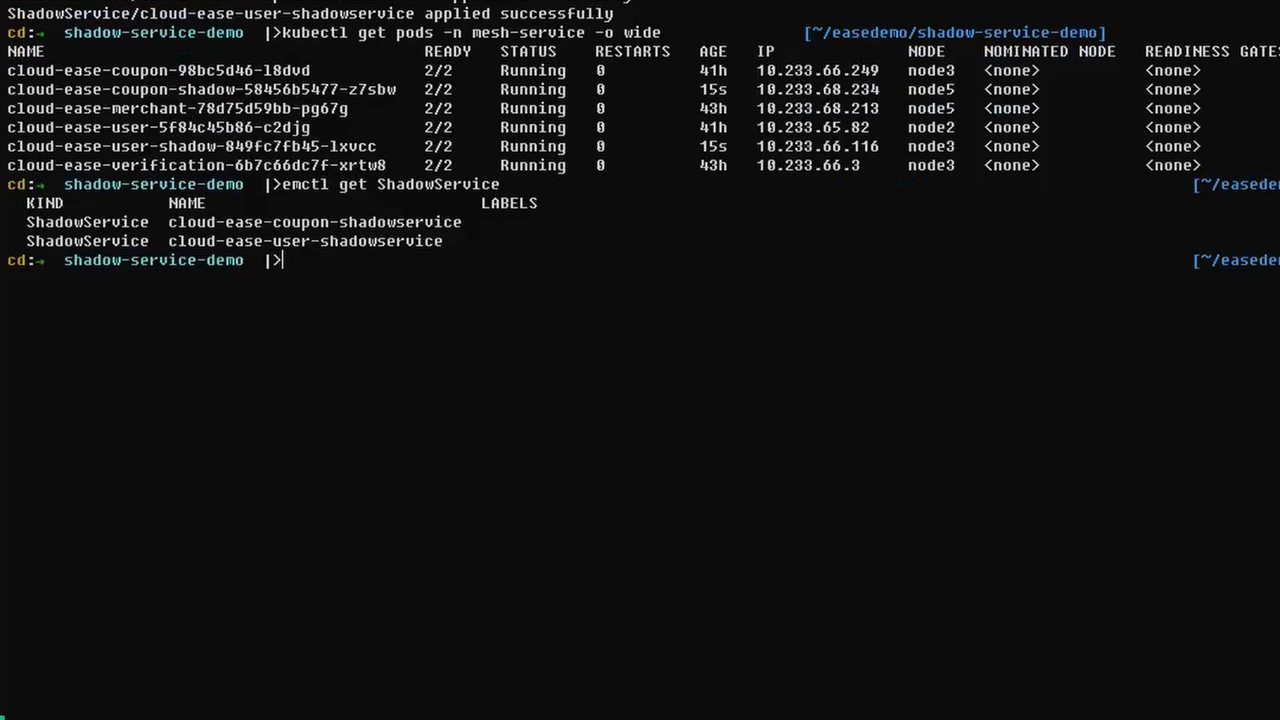 ShadowService/cloud-ease-user-shadowservice applied successfully
cd:→ shadow-service-demo |>kubectl get pods -n mesh-service -o wide [~/easedemo/shadow-service-demo]
NAME READY STATUS RESTARTS AGE IP NODE NOMINATED NODE READINESS GATES
cloud-ease-coupon-98bc5d46-l8dvd 2/2 Running 0 41h 10.233.66.249 node3 <none> <none>
cloud-ease-coupon-shadow-58456b5477-z7sbw 2/2 Running 0 15s 10.233.68.234 node5 <none> <none>
cloud-ease-merchant-78d75d59bb-pg67g 2/2 Running 0 43h 10.233.68.213 node5 <none> <none>
cloud-ease-user-5f84c45b86-c2djg 2/2 Running 0 41h 10.233.65.82 node2 <none> <none>
cloud-ease-user-shadow-849fc7fb45-lxvcc 2/2 Running 0 15s 10.233.66.116 node3 <none> <none>
cloud-ease-verification-6b7c66dc7f-xrtw8 2/2 Running 0 43h 10.233.66.3 node3 <none> <none>
cd:→ shadow-service-demo |>emctl get ShadowService [~/easede
KIND NAME LABELS
ShadowService cloud-ease-coupon-shadowservice
ShadowService cloud-ease-user-shadowservice
cd:→ shadow-service-demo |> [~/easede